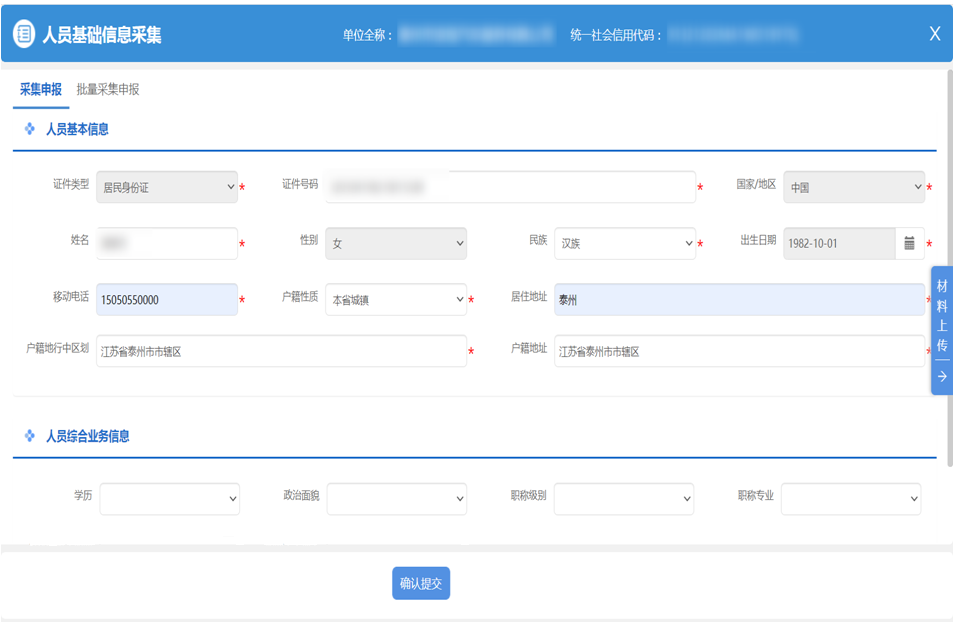 人员基础信息采集 单位全称： 统一社会信用代码： X
采集申报 批量采集申报
人员基本信息
证件类型 居民身份证 * 证件号码 * 国家/地区 中国 *
姓名 * 性别 女 民族 汉族 * 出生日期 1982-10-01 *
移动电话 15050550000 * 户籍性质 本省城镇 * 居住地址 泰州 *
户籍地行中区划 江苏省泰州市市辖区 * 户籍地址 江苏省泰州市市辖区 *
材料上传
人员综合业务信息
学历 政治面貌 职称级别 职称专业
确认提交